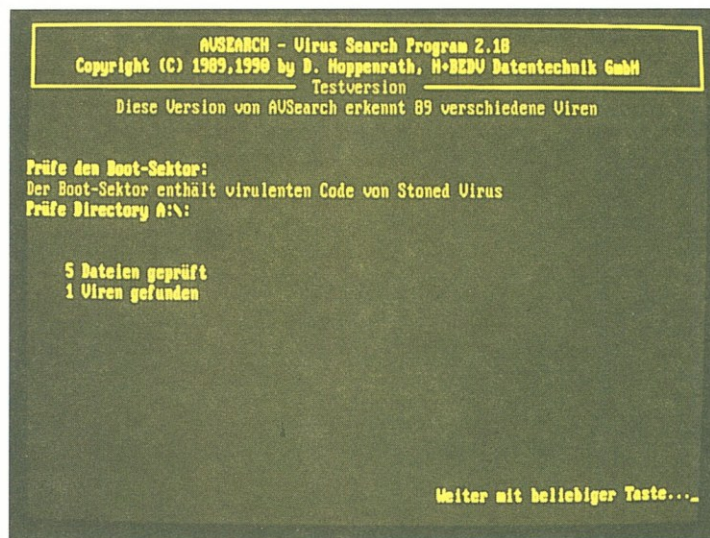 AVSEARCH - Virus Search Program 2.10
Copyright (C) 1989,1990 by D. Hoppenrath, H+BEDV Datentechnik GmbH
Testversion
Diese Version von AVSearch erkennt 89 verschiedene Viren
Prüfe den Boot-Sektor:
Der Boot-Sektor enthält virulenten Code von Stoned Virus
Prüfe Directory A:\:
5 Dateien geprüft
1 Viren gefunden
Weiter mit beliebiger Taste..._